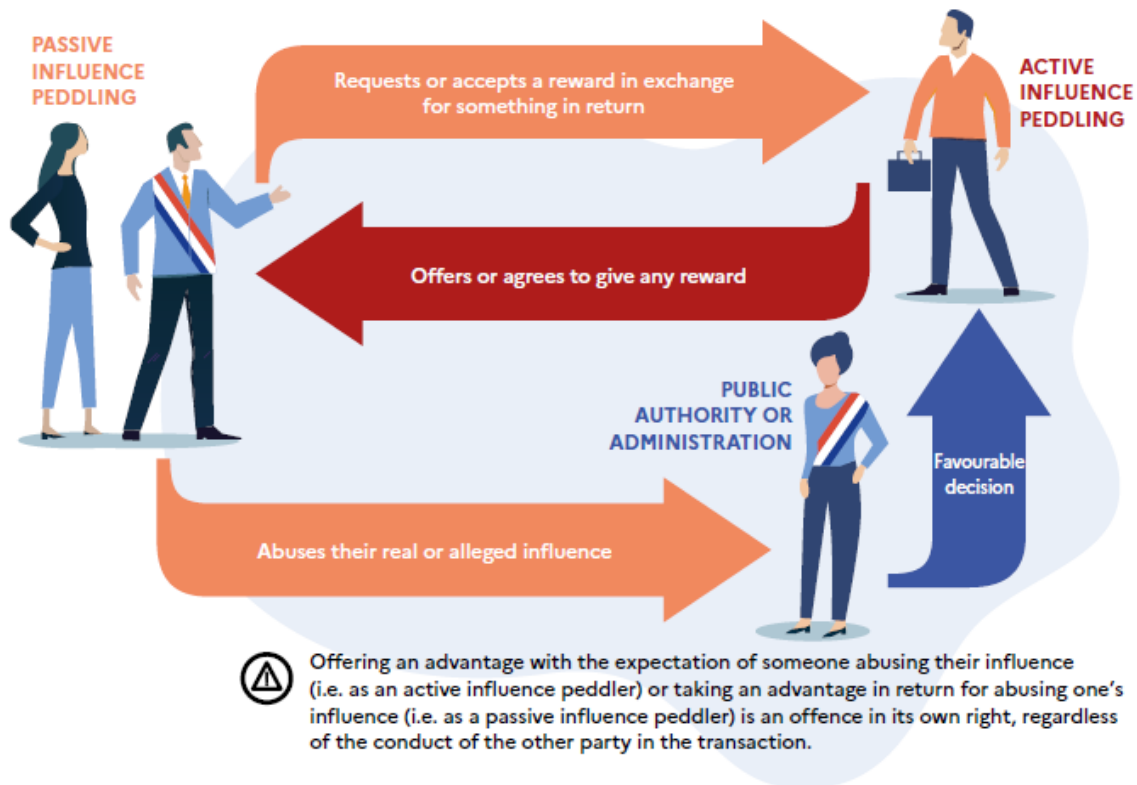 PASSIVE
INFLUENCE
PEDDLING
Requests or accepts a reward in exchange
for something in return
ACTIVE
INFLUENCE
PEDDLING
Offers or agrees to give any reward
PUBLIC
AUTHORITY OR
ADMINISTRATION
Favourable
decision
Abuses their real or alleged influence
Offering an advantage with the expectation of someone abusing their influence
(i.e. as an active influence peddler) or taking an advantage in return for abusing one's
influence (i.e. as a passive influence peddler) is an offence in its own right, regardless
of the conduct of the other party in the transaction.